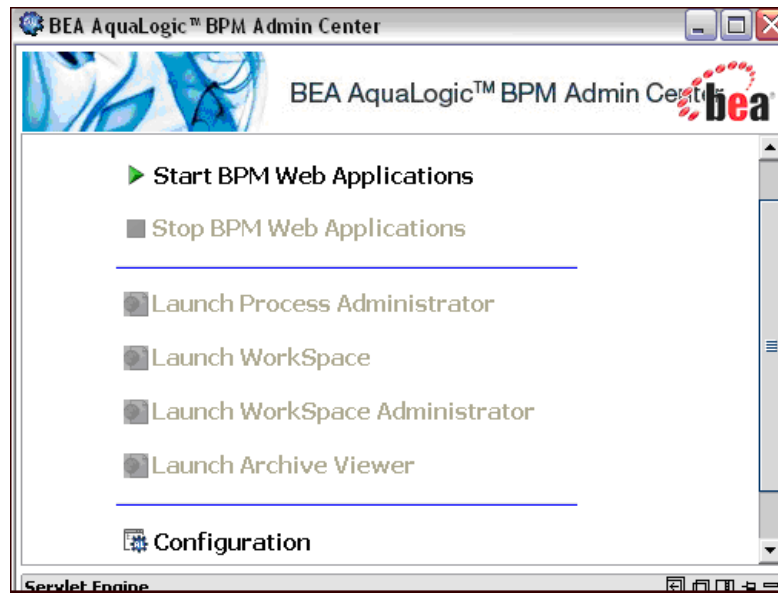 BEA AquaLogic™ BPM Admin Center
BEA AquaLogic™ BPM Admin Center
bea
Start BPM Web Applications
Stop BPM Web Applications
Launch Process Administrator
Launch WorkSpace
Launch WorkSpace Administrator
Launch Archive Viewer
Configuration
Servlet Engine